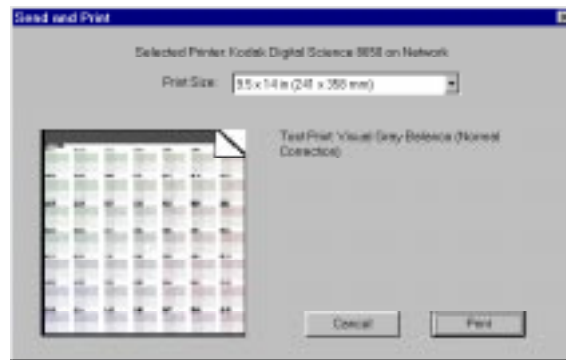 Send and Print
Selected Printer: Kodak Digital Science 8650 on Network
Print Size: 9.5 x 14 in (241 x 356 mm)
Test Print: Visual Gray Balance (Normal
Correction)
Cancel Print